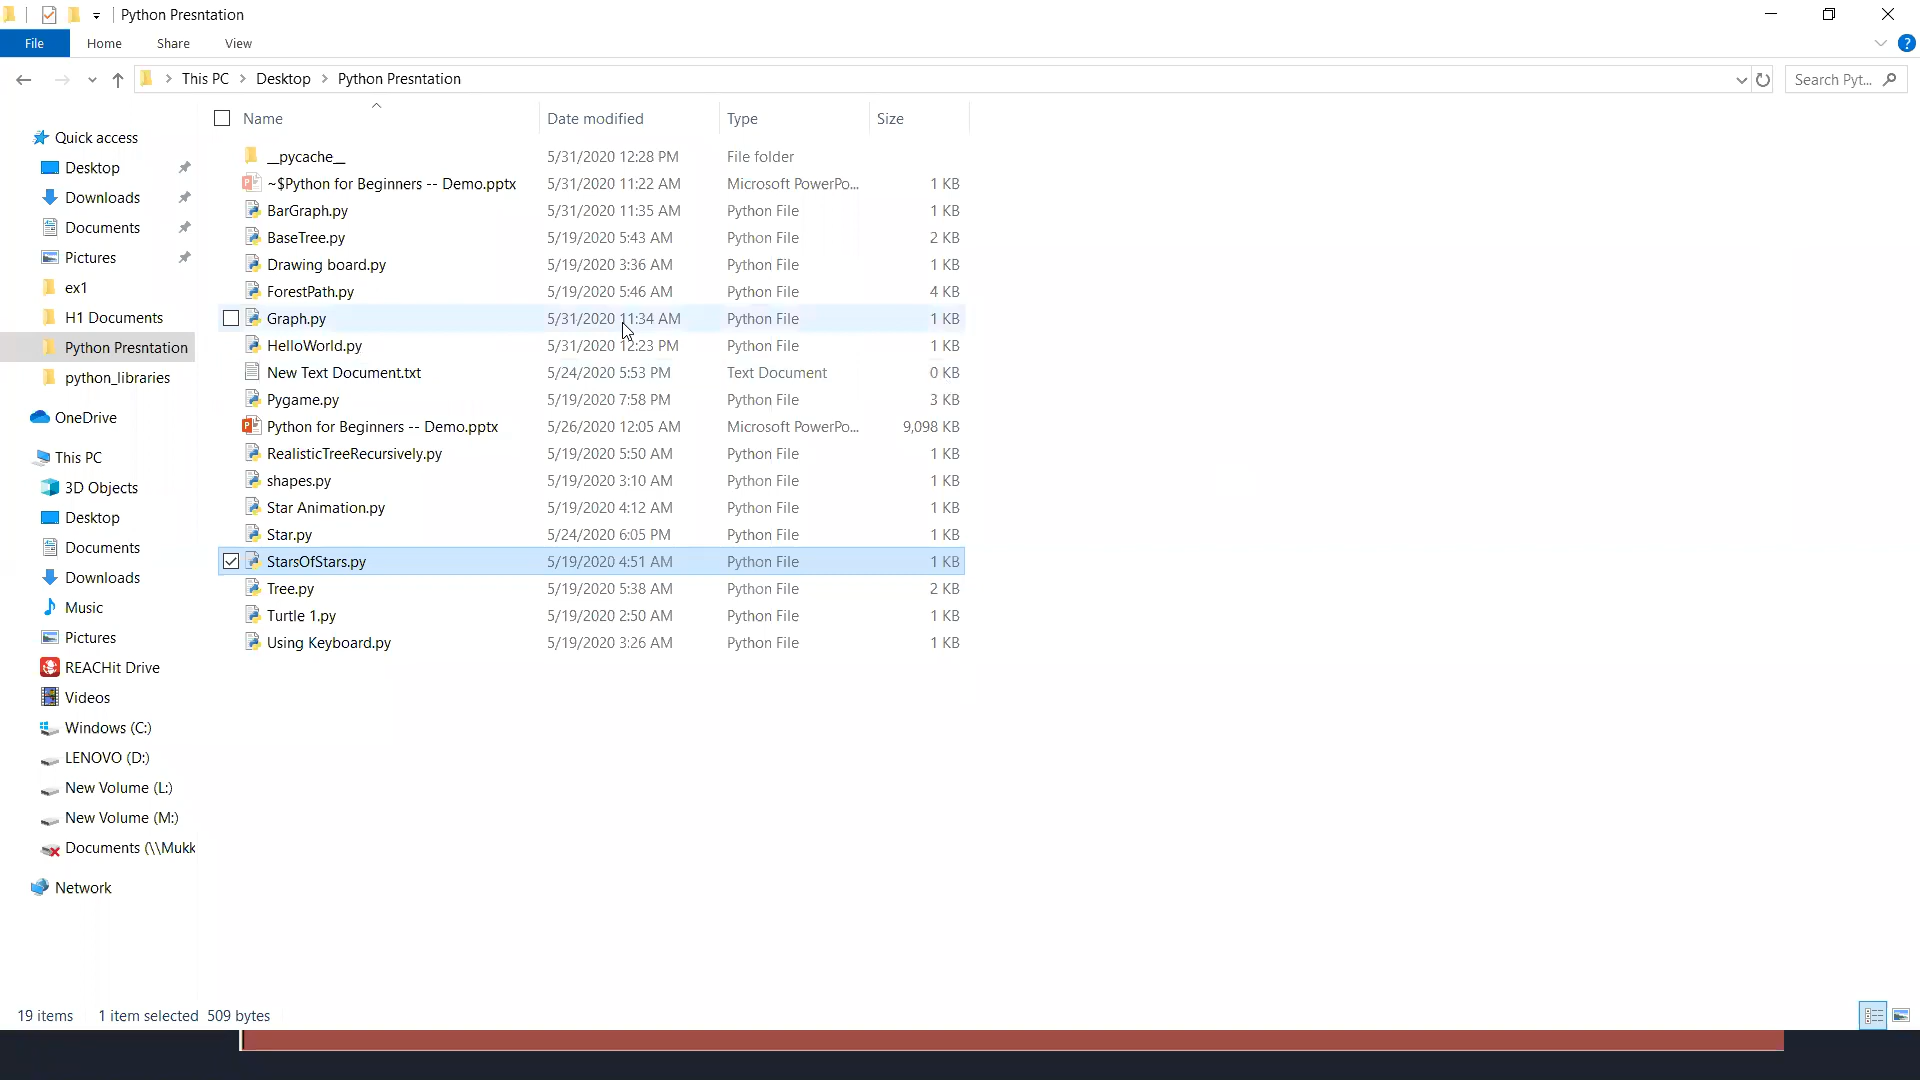 Python Presntation
File Home Share View
This PC Desktop Python Presntation Search Pyt...
Name Date modified Type Size
Quick access
Desktop
Downloads
Documents
Pictures
ex1
H1 Documents
Python Presntation
python_libraries
OneDrive
This PC
3D Objects
Desktop
Documents
Downloads
Music
Pictures
REACHit Drive
Videos
Windows (C:)
LENOVO (D:)
New Volume (L:)
New Volume (M:)
Documents (\\Mukk
Network
__pycache__ 5/31/2020 12:28 PM File folder
~$Python for Beginners -- Demo.pptx 5/31/2020 11:22 AM Microsoft PowerPo... 1 KB
BarGraph.py 5/31/2020 11:35 AM Python File 1 KB
BaseTree.py 5/19/2020 5:43 AM Python File 2 KB
Drawing board.py 5/19/2020 3:36 AM Python File 1 KB
ForestPath.py 5/19/2020 5:46 AM Python File 4 KB
Graph.py 5/31/2020 11:34 AM Python File 1 KB
HelloWorld.py 5/31/2020 12:23 PM Python File 1 KB
New Text Document.txt 5/24/2020 5:53 PM Text Document 0 KB
Pygame.py 5/19/2020 7:58 PM Python File 3 KB
Python for Beginners -- Demo.pptx 5/26/2020 12:05 AM Microsoft PowerPo... 9,098 KB
RealisticTreeRecursively.py 5/19/2020 5:50 AM Python File 1 KB
shapes.py 5/19/2020 3:10 AM Python File 1 KB
Star Animation.py 5/19/2020 4:12 AM Python File 1 KB
Star.py 5/24/2020 6:05 PM Python File 1 KB
StarsOfStars.py 5/19/2020 4:51 AM Python File 1 KB
Tree.py 5/19/2020 5:38 AM Python File 2 KB
Turtle 1.py 5/19/2020 2:50 AM Python File 1 KB
Using Keyboard.py 5/19/2020 3:26 AM Python File 1 KB
19 items 1 item selected 509 bytes